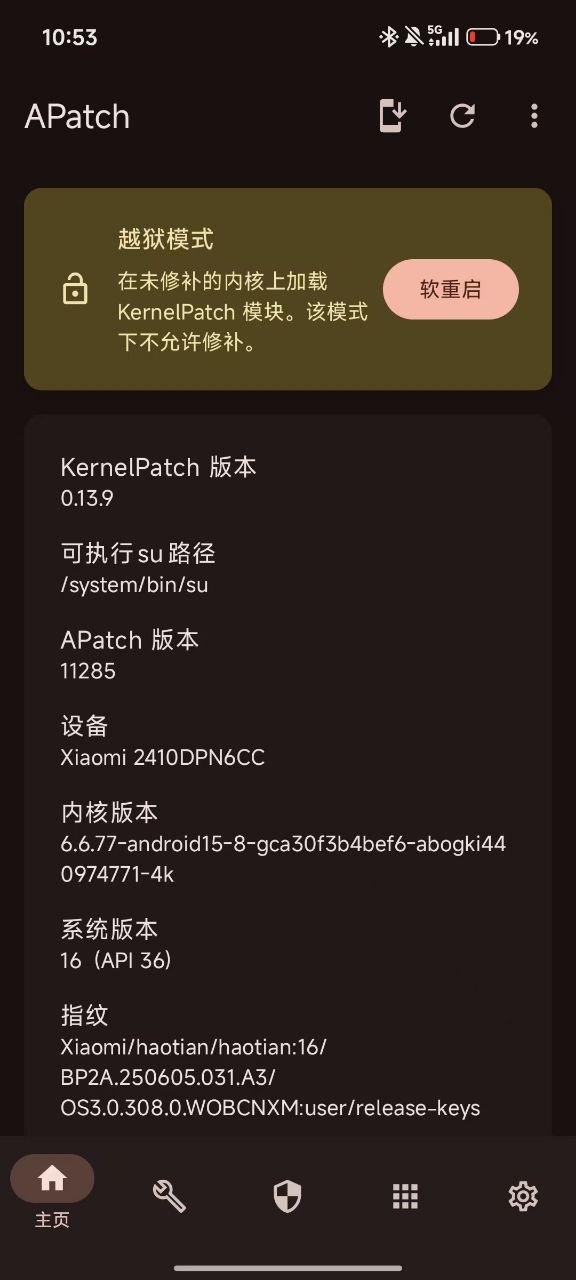 10:53
5G
19%
APatch
越狱模式
在未修补的内核上加载
KernelPatch 模块。该模式
下不允许修补。
软重启
KernelPatch 版本
0.13.9
可执行su路径
/system/bin/su
APatch 版本
11285
设备
Xiaomi 2410DPN6CC
内核版本
6.6.77-android15-8-gca30f3b4bef6-abogki44
0974771-4k
系统版本
16（API 36）
指纹
Xiaomi/haotian/haotian:16/
BP2A.250605.031.A3/
OS3.0.308.0.WOBCNXM:user/release-keys
主页